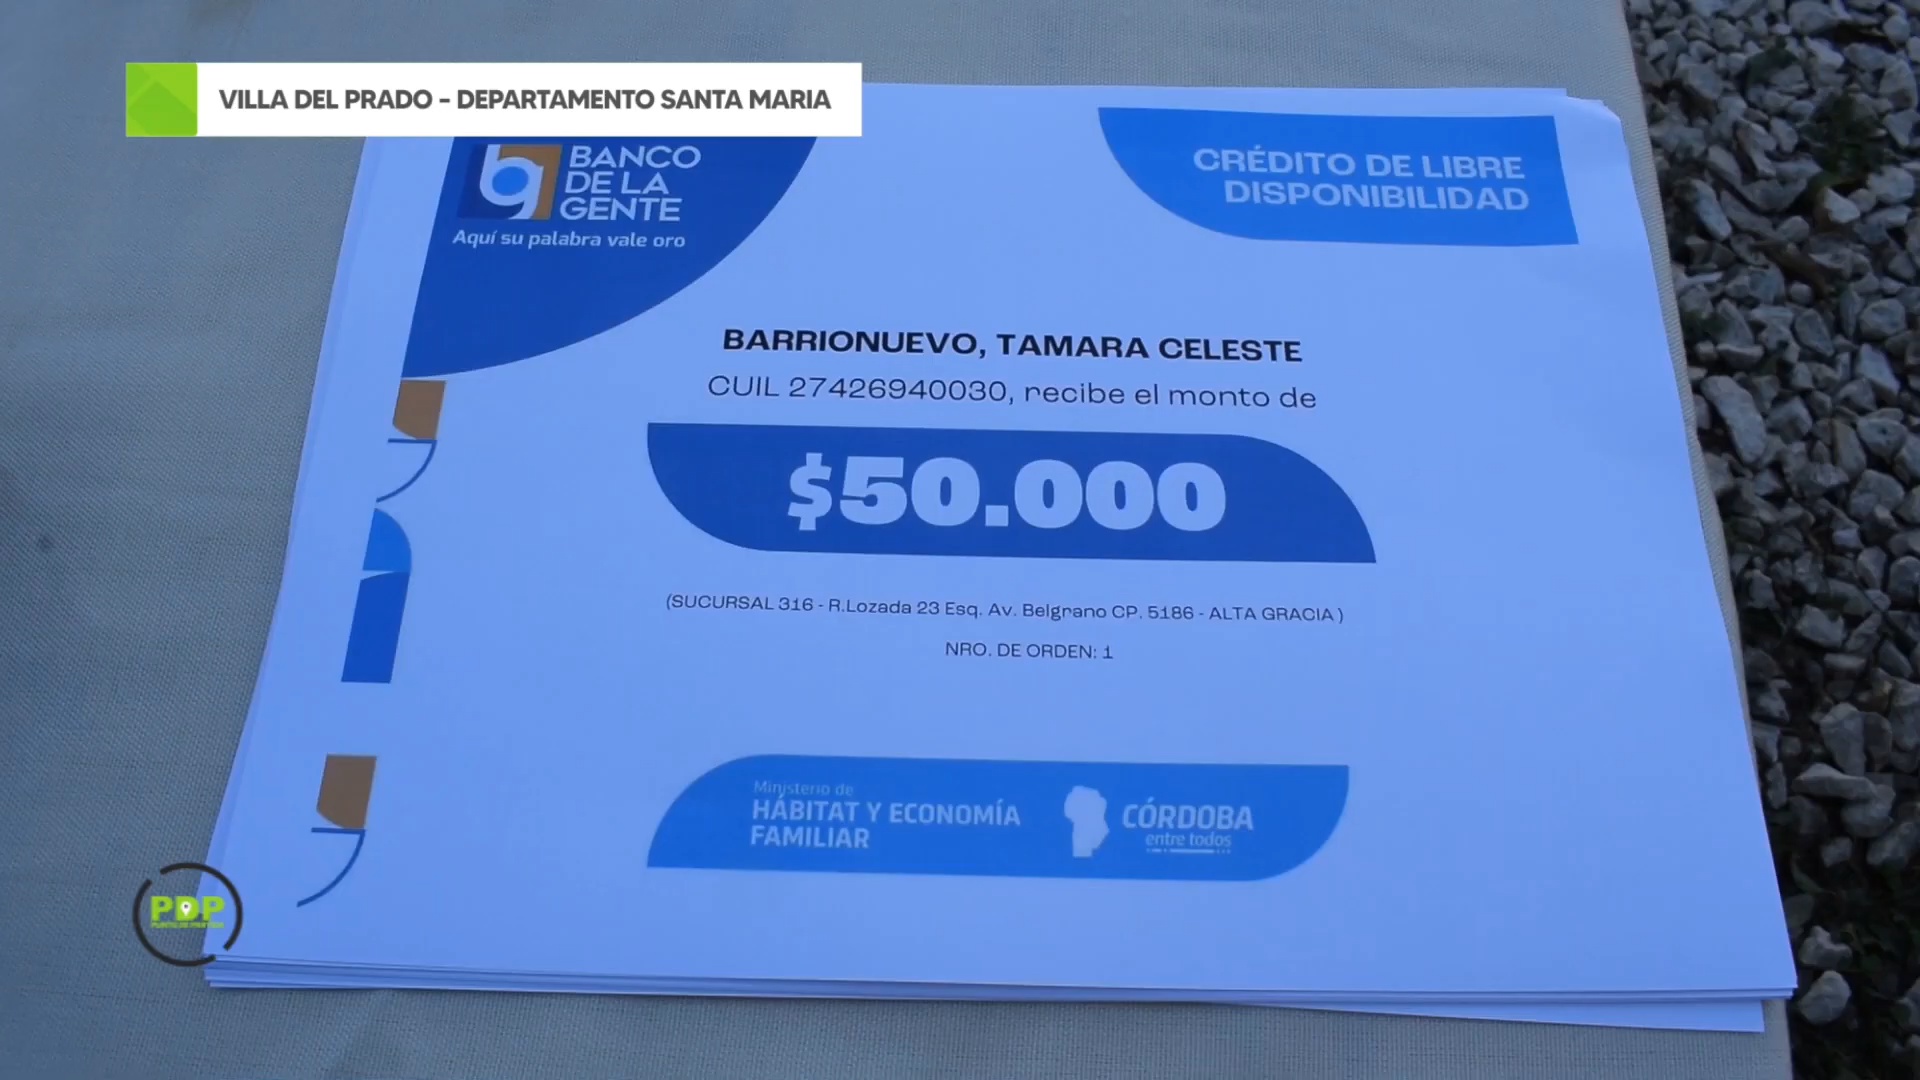 VILLA DEL PRADO - DEPARTAMENTO SANTA MARIA
bg
BANCO
DE LA
GENTE
Aquí su palabra vale oro
CRÉDITO DE LIBRE
DISPONIBILIDAD
BARRIONUEVO, TAMARA CELESTE
CUIL 27426940030, recibe el monto de
$50.000
(SUCURSAL 316 - R.Lozada 23 Esq. Av. Belgrano CP. 5186 - ALTA GRACIA )
NRO. DE ORDEN: 1
Ministerio de
HÁBITAT Y ECONOMÍA
FAMILIAR
CÓRDOBA
entre todos
PDP